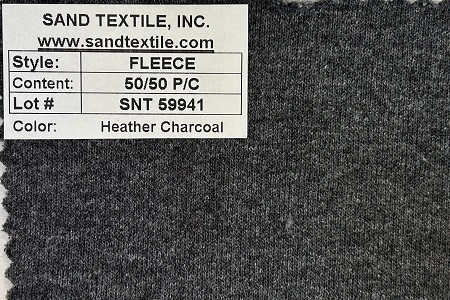 SAND TEXTILE, INC.
www.sandtextile.com
Style: FLEECE
Content: 50/50 P/C
Lot # SNT 59941
Color: Heather Charcoal